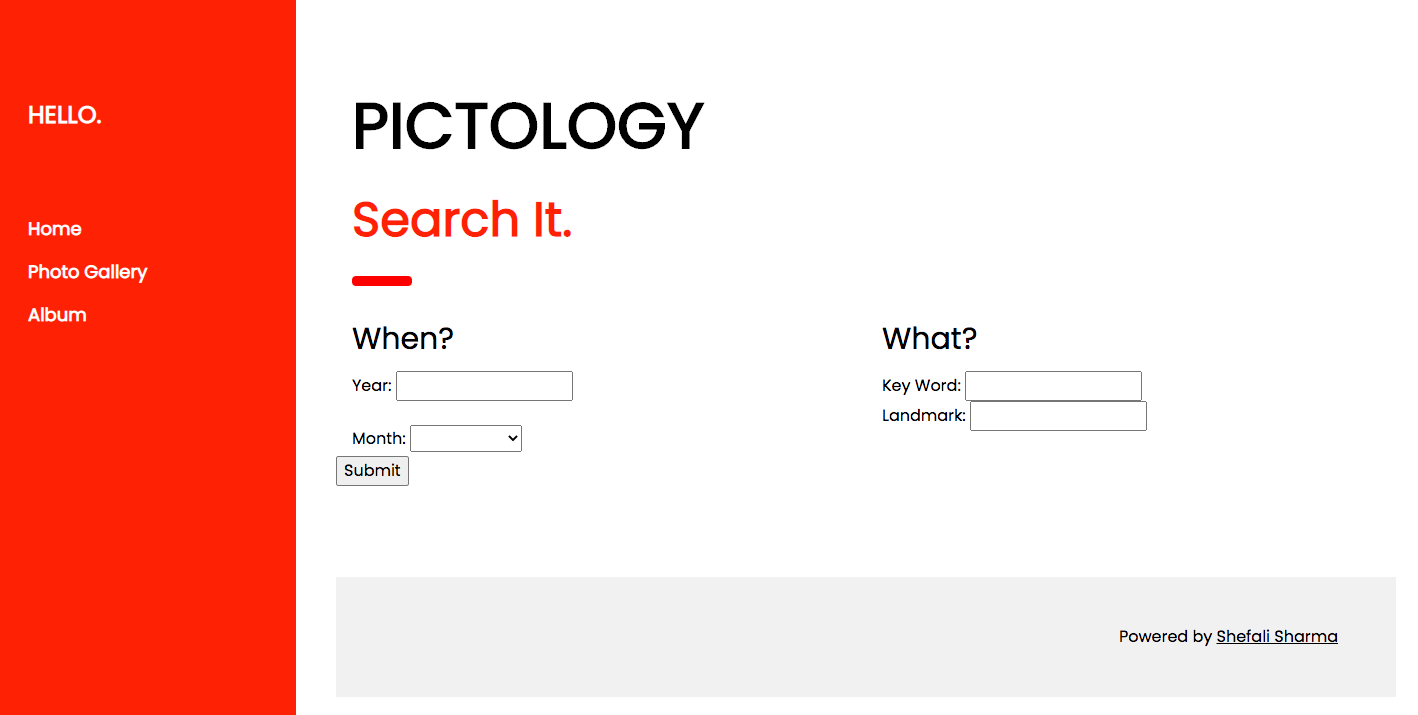 HELLO.
Home
Photo Gallery
Album
PICTOLOGY
Search It.
When?
Year:
Month:
Submit
What?
Key Word:
Landmark:
Powered by Shefali Sharma